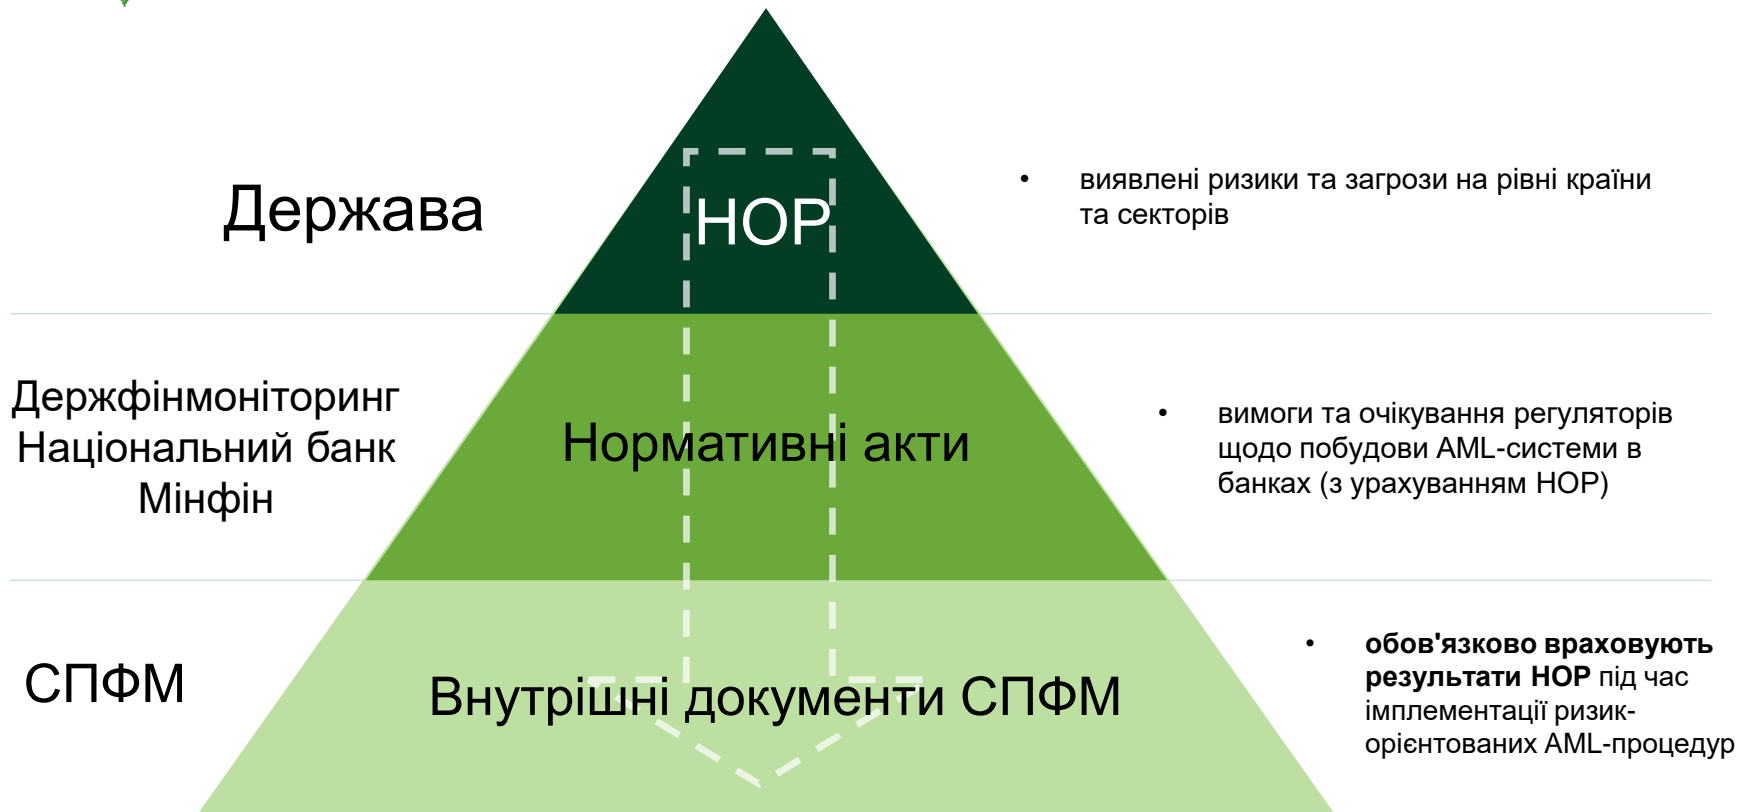 Держава
НОР
• виявлені ризики та загрози на рівні країни
та секторів
Держфінмоніторинг
Національний банк
Мінфін
Нормативні акти
• вимоги та очікування регуляторів
щодо побудови AML-системи в
банках (з урахуванням НОР)
СПФМ
Внутрішні документи СПФМ
• обов'язково враховують
результати НОР під час
імплементації ризик-
орієнтованих AML-процедур